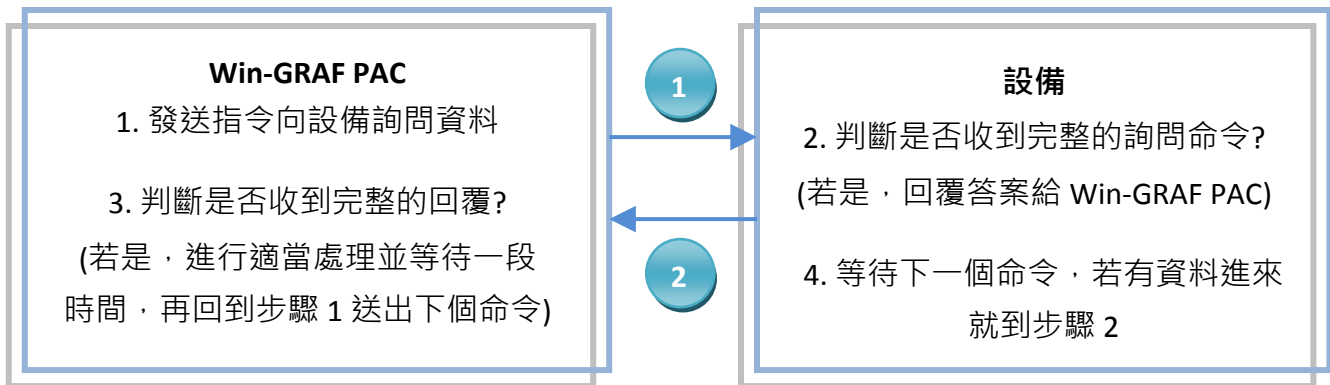 Win-GRAF PAC
1. 發送指令向設備詢問資料
3. 判斷是否收到完整的回覆?
(若是，進行適當處理並等待一段
時間，再回到步驟 1 送出下個命令)
1
2
設備
2. 判斷是否收到完整的詢問命令?
(若是，回覆答案給 Win-GRAF PAC)
4. 等待下一個命令，若有資料進來
就到步驟 2